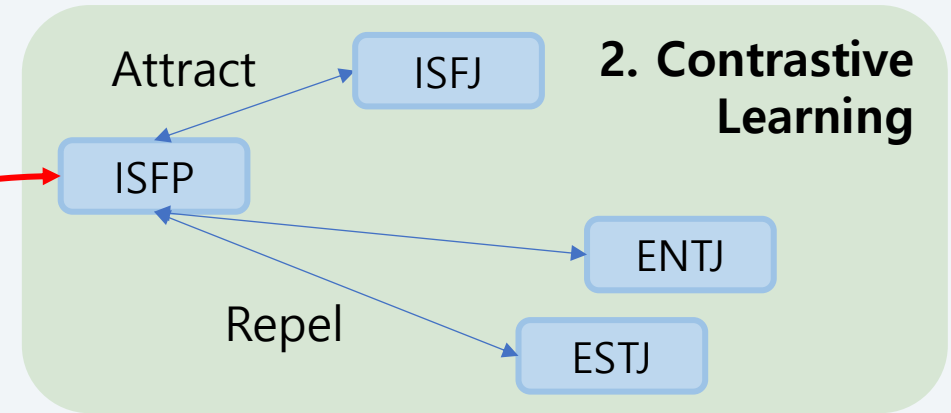 Attract
ISFJ
2. Contrastive
Learning
ISFP
ENTJ
Repel
ESTJ